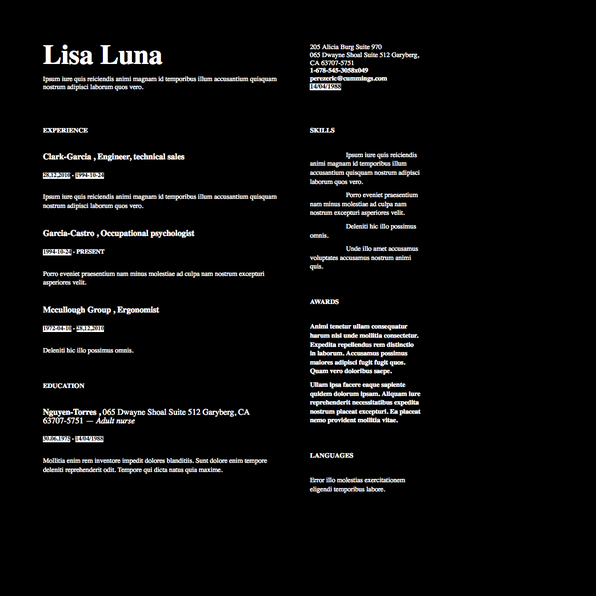 Lisa Luna
Ipsum iure quis reiciendis animi magnam id temporibus illum accusantium quisquam
nostrum adipisci laborum quos vero.
205 Alicia Burg Suite 970
065 Dwayne Shoal Suite 512 Garyberg,
CA 63707-5751
1-678-545-3058x049
perezeric@cummings.com
14/04/1988
EXPERIENCE
Clark-Garcia , Engineer, technical sales
28.12.2010 - 1994-10-24
Ipsum iure quis reiciendis animi magnam id temporibus illum accusantium quisquam
nostrum adipisci laborum quos vero.
Garcia-Castro , Occupational psychologist
1994-10-24 - PRESENT
Porro eveniet praesentium nam minus molestiae ad culpa nam nostrum excepturi
asperiores velit.
Mccullough Group , Ergonomist
1972-04-10 - 28.12.2010
Deleniti hic illo possimus omnis.
EDUCATION
Nguyen-Torres , 065 Dwayne Shoal Suite 512 Garyberg, CA
63707-5751 — Adult nurse
30.06.1972 - 14/04/1988
Mollitia enim rem inventore impedit dolores blanditiis. Sunt dolore enim tempore
deleniti reprehenderit odit. Tempore qui dicta natus quia maxime.
SKILLS
Ipsum iure quis reiciendis
animi magnam id temporibus illum
accusantium quisquam nostrum adipisci
laborum quos vero.
Porro eveniet praesentium
nam minus molestiae ad culpa nam
nostrum excepturi asperiores velit.
Deleniti hic illo possimus
omnis.
Unde illo amet accusamus
voluptates accusamus nostrum animi
quis.
AWARDS
Animi tenetur ullam consequatur
harum nisi unde mollitia consectetur.
Expedita repellendus rem distinctio
in laborum. Accusamus possimus
maiores adipisci fugit fugit quos.
Quam vero doloribus saepe.
Ullam ipsa facere eaque sapiente
quidem dolorum ipsam. Aliquam iure
reprehenderit necessitatibus expedita
nostrum placeat excepturi. Ea placeat
nemo provident mollitia vitae.
LANGUAGES
Error illo molestias exercitationem
eligendi temporibus labore.